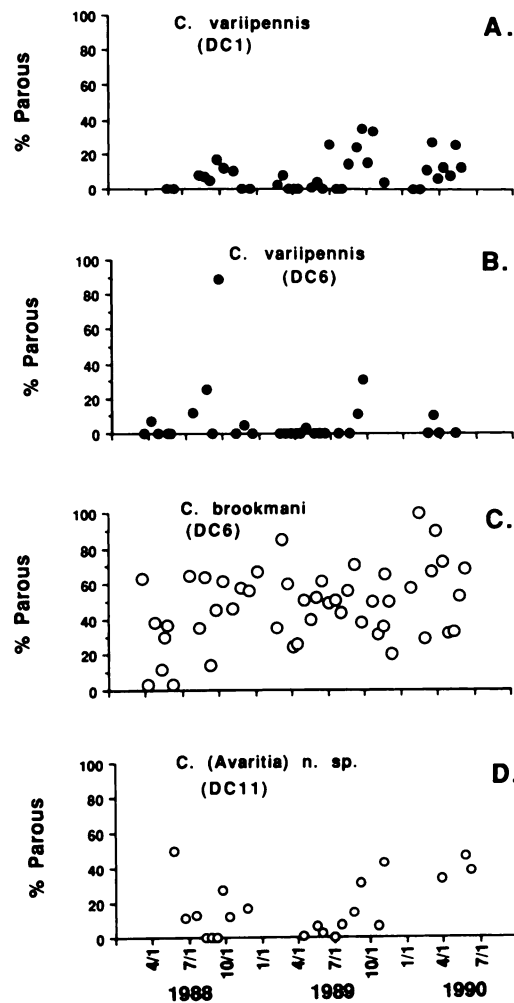 C. variipennis
(DC1)
A.
% Parous
100
80
60
40
20
0
C. variipennis
(DC6)
B.
% Parous
100
80
60
40
20
0
C. brookmani
(DC6)
C.
% Parous
100
80
60
40
20
0
C. (Avaritia) n. sp.
(DC11)
D.
% Parous
100
80
60
40
20
0
4/1 7/1 10/1 1/1 4/1 7/1 10/1 1/1 4/1 7/1
1988 1989 1990